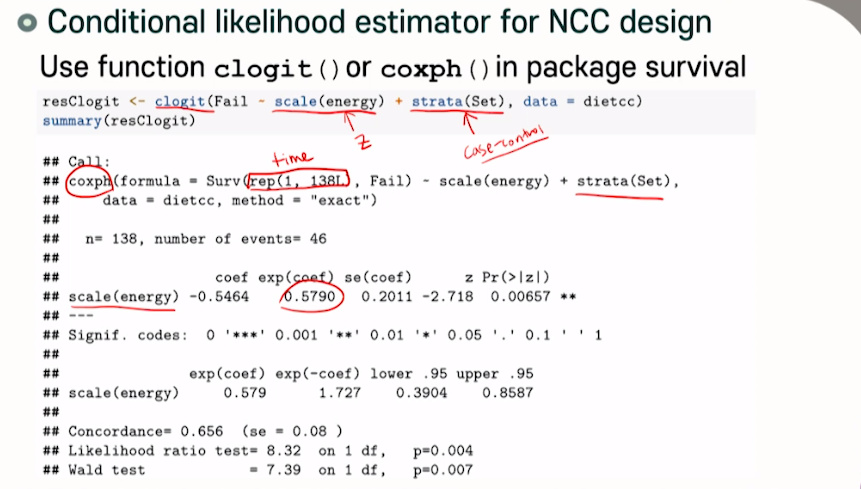 Conditional likelihood estimator for NCC design
Use function clogit() or coxph() in package survival
resClogit <- clogit(Fail ~ scale(energy) + strata(Set), data = dietcc)
summary(resClogit)
z
case-control
time
## Call:
## coxph(formula = Surv(rep(1, 138L), Fail) ~ scale(energy) + strata(Set),
##     data = dietcc, method = "exact")
##
##   n= 138, number of events= 46
##
##                  coef exp(coef) se(coef)      z Pr(>|z|)
## scale(energy) -0.5464    0.5790   0.2011 -2.718  0.00657 **
## ---
## Signif. codes:  0 '***' 0.001 '**' 0.01 '*' 0.05 '.' 0.1 ' ' 1
##
##               exp(coef) exp(-coef) lower .95 upper .95
## scale(energy)     0.579      1.727    0.3904    0.8587
##
## Concordance= 0.656  (se = 0.08 )
## Likelihood ratio test= 8.32  on 1 df,   p=0.004
## Wald test            = 7.39  on 1 df,   p=0.007